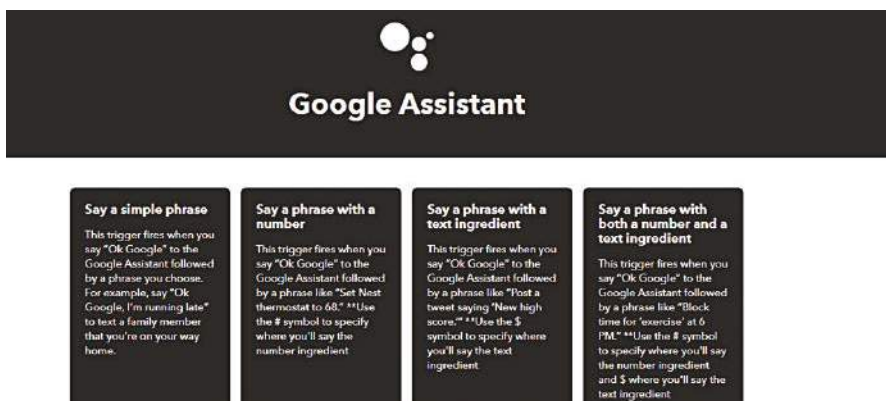 Google Assistant
Say a simple phrase
This trigger fires when you
say "Ok Google" to the
Google Assistant followed
by a phrase you choose.
For example, say "Ok
Google, I'm running late"
to text a family member
that you're on your way
home.
Say a phrase with a
number
This trigger fires when you
say "Ok Google" to the
Google Assistant followed
by a phrase like "Set Nest
thermostat to 68." **Use
the # symbol to specify
where you'll say the
number ingredient
Say a phrase with a
text ingredient
This trigger fires when you
say "Ok Google" to the
Google Assistant followed
by a phrase like "Post a
tweet saying 'New high
score.'" **Use the $
symbol to specify where
you'll say the text
ingredient
Say a phrase with
both a number and a
text ingredient
This trigger fires when you
say "Ok Google" to the
Google Assistant followed
by a phrase like "Block
time for 'exercise' at 6
PM." **Use the # symbol
to specify where you'll say
the number ingredient
and $ where you'll say the
text ingredient